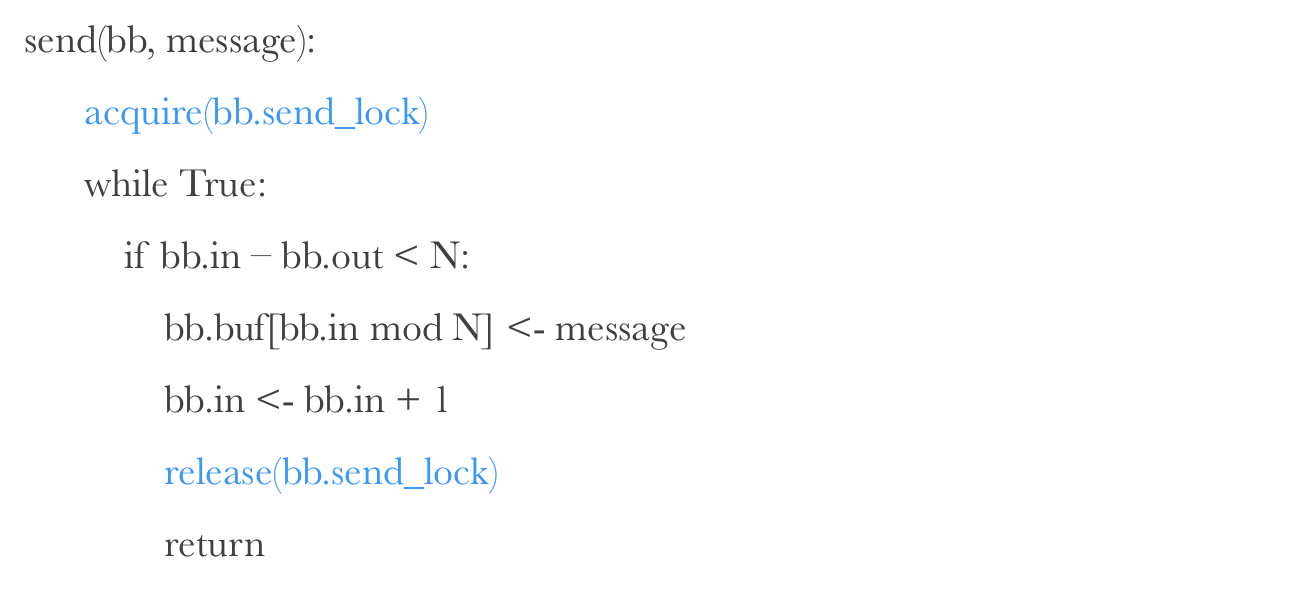 send(bb, message):
acquire(bb.send_lock)
while True:
if bb.in – bb.out < N:
bb.buf[bb.in mod N] <- message
bb.in <- bb.in + 1
release(bb.send_lock)
return